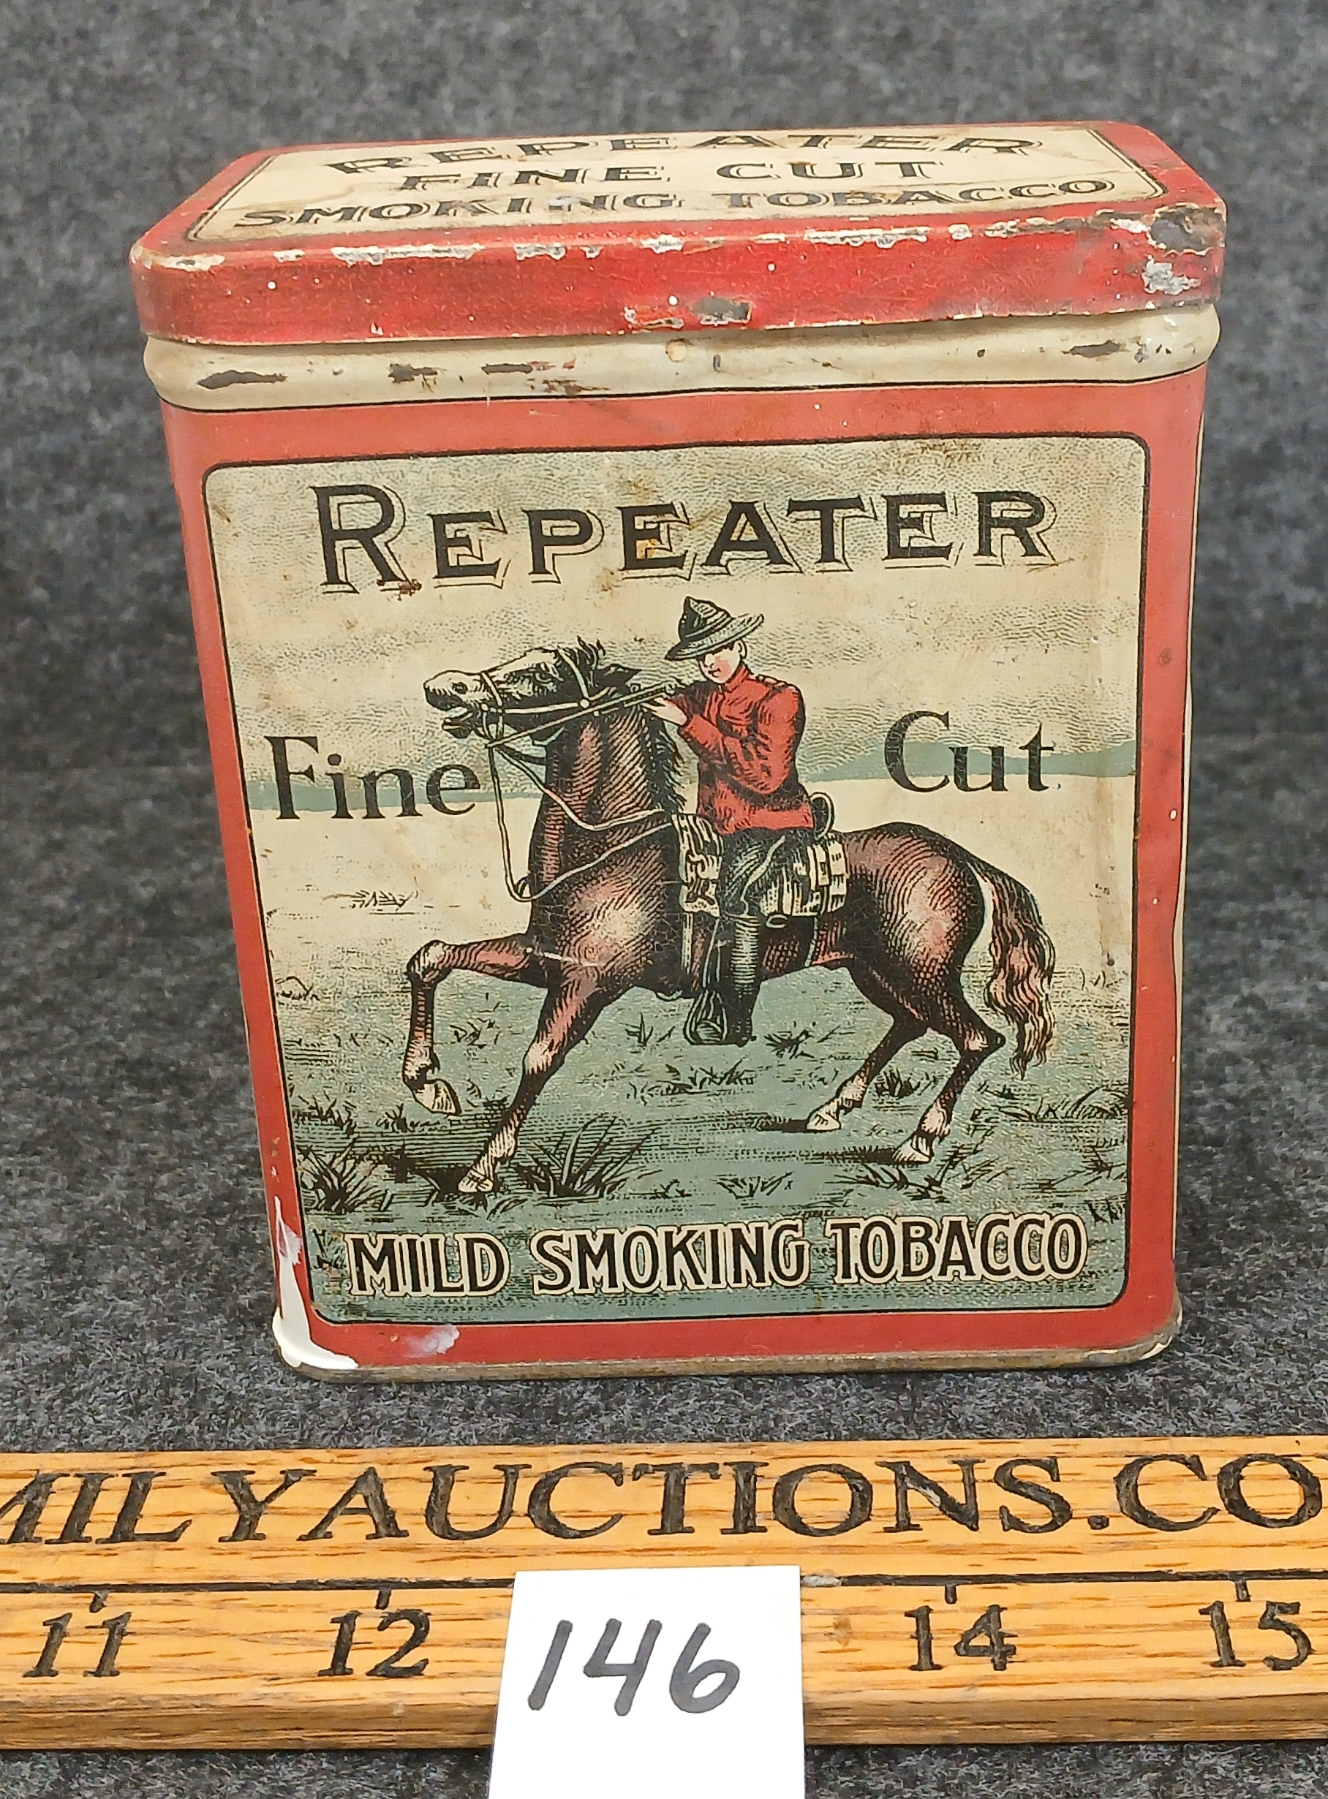 REPEATER
FINE CUT
SMOKING TOBACCO
REPEATER
Fine Cut
MILD SMOKING TOBACCO
MILYAUCTIONS.CO
11 12 14 15
146